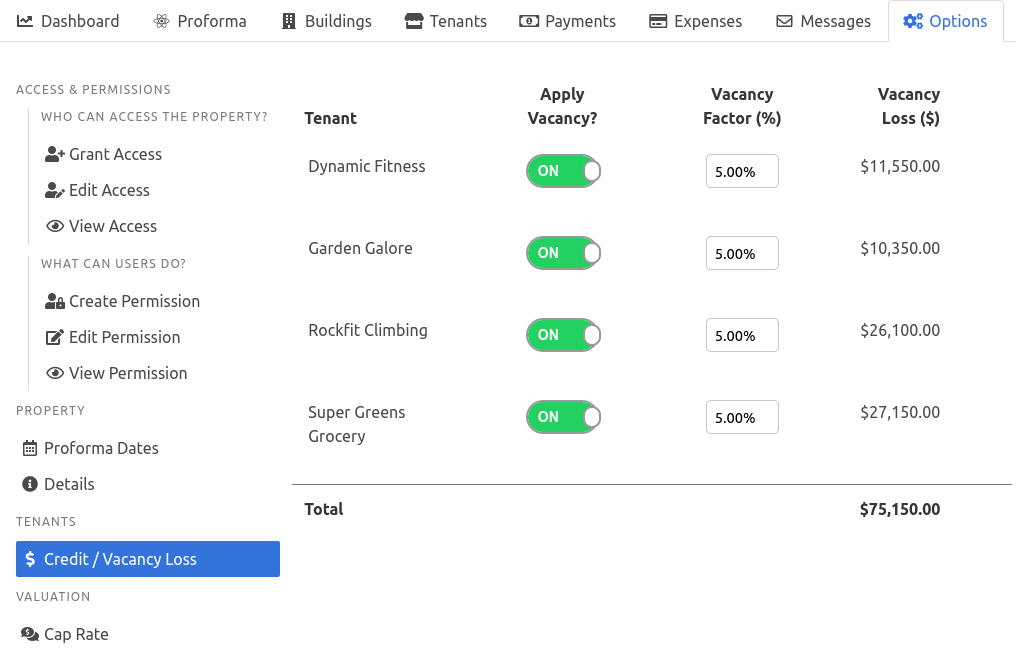 Dashboard Proforma Buildings Tenants Payments Expenses Messages Options
ACCESS & PERMISSIONS
WHO CAN ACCESS THE PROPERTY?
Grant Access
Edit Access
View Access
WHAT CAN USERS DO?
Create Permission
Edit Permission
View Permission
PROPERTY
Proforma Dates
Details
TENANTS
Credit / Vacancy Loss
VALUATION
Cap Rate
Apply Vacancy Vacancy
Tenant Vacancy? Factor (%) Loss ($)
Dynamic Fitness ON 5.00% $11,550.00
Garden Galore ON 5.00% $10,350.00
Rockfit Climbing ON 5.00% $26,100.00
Super Greens ON 5.00% $27,150.00
Grocery
Total $75,150.00